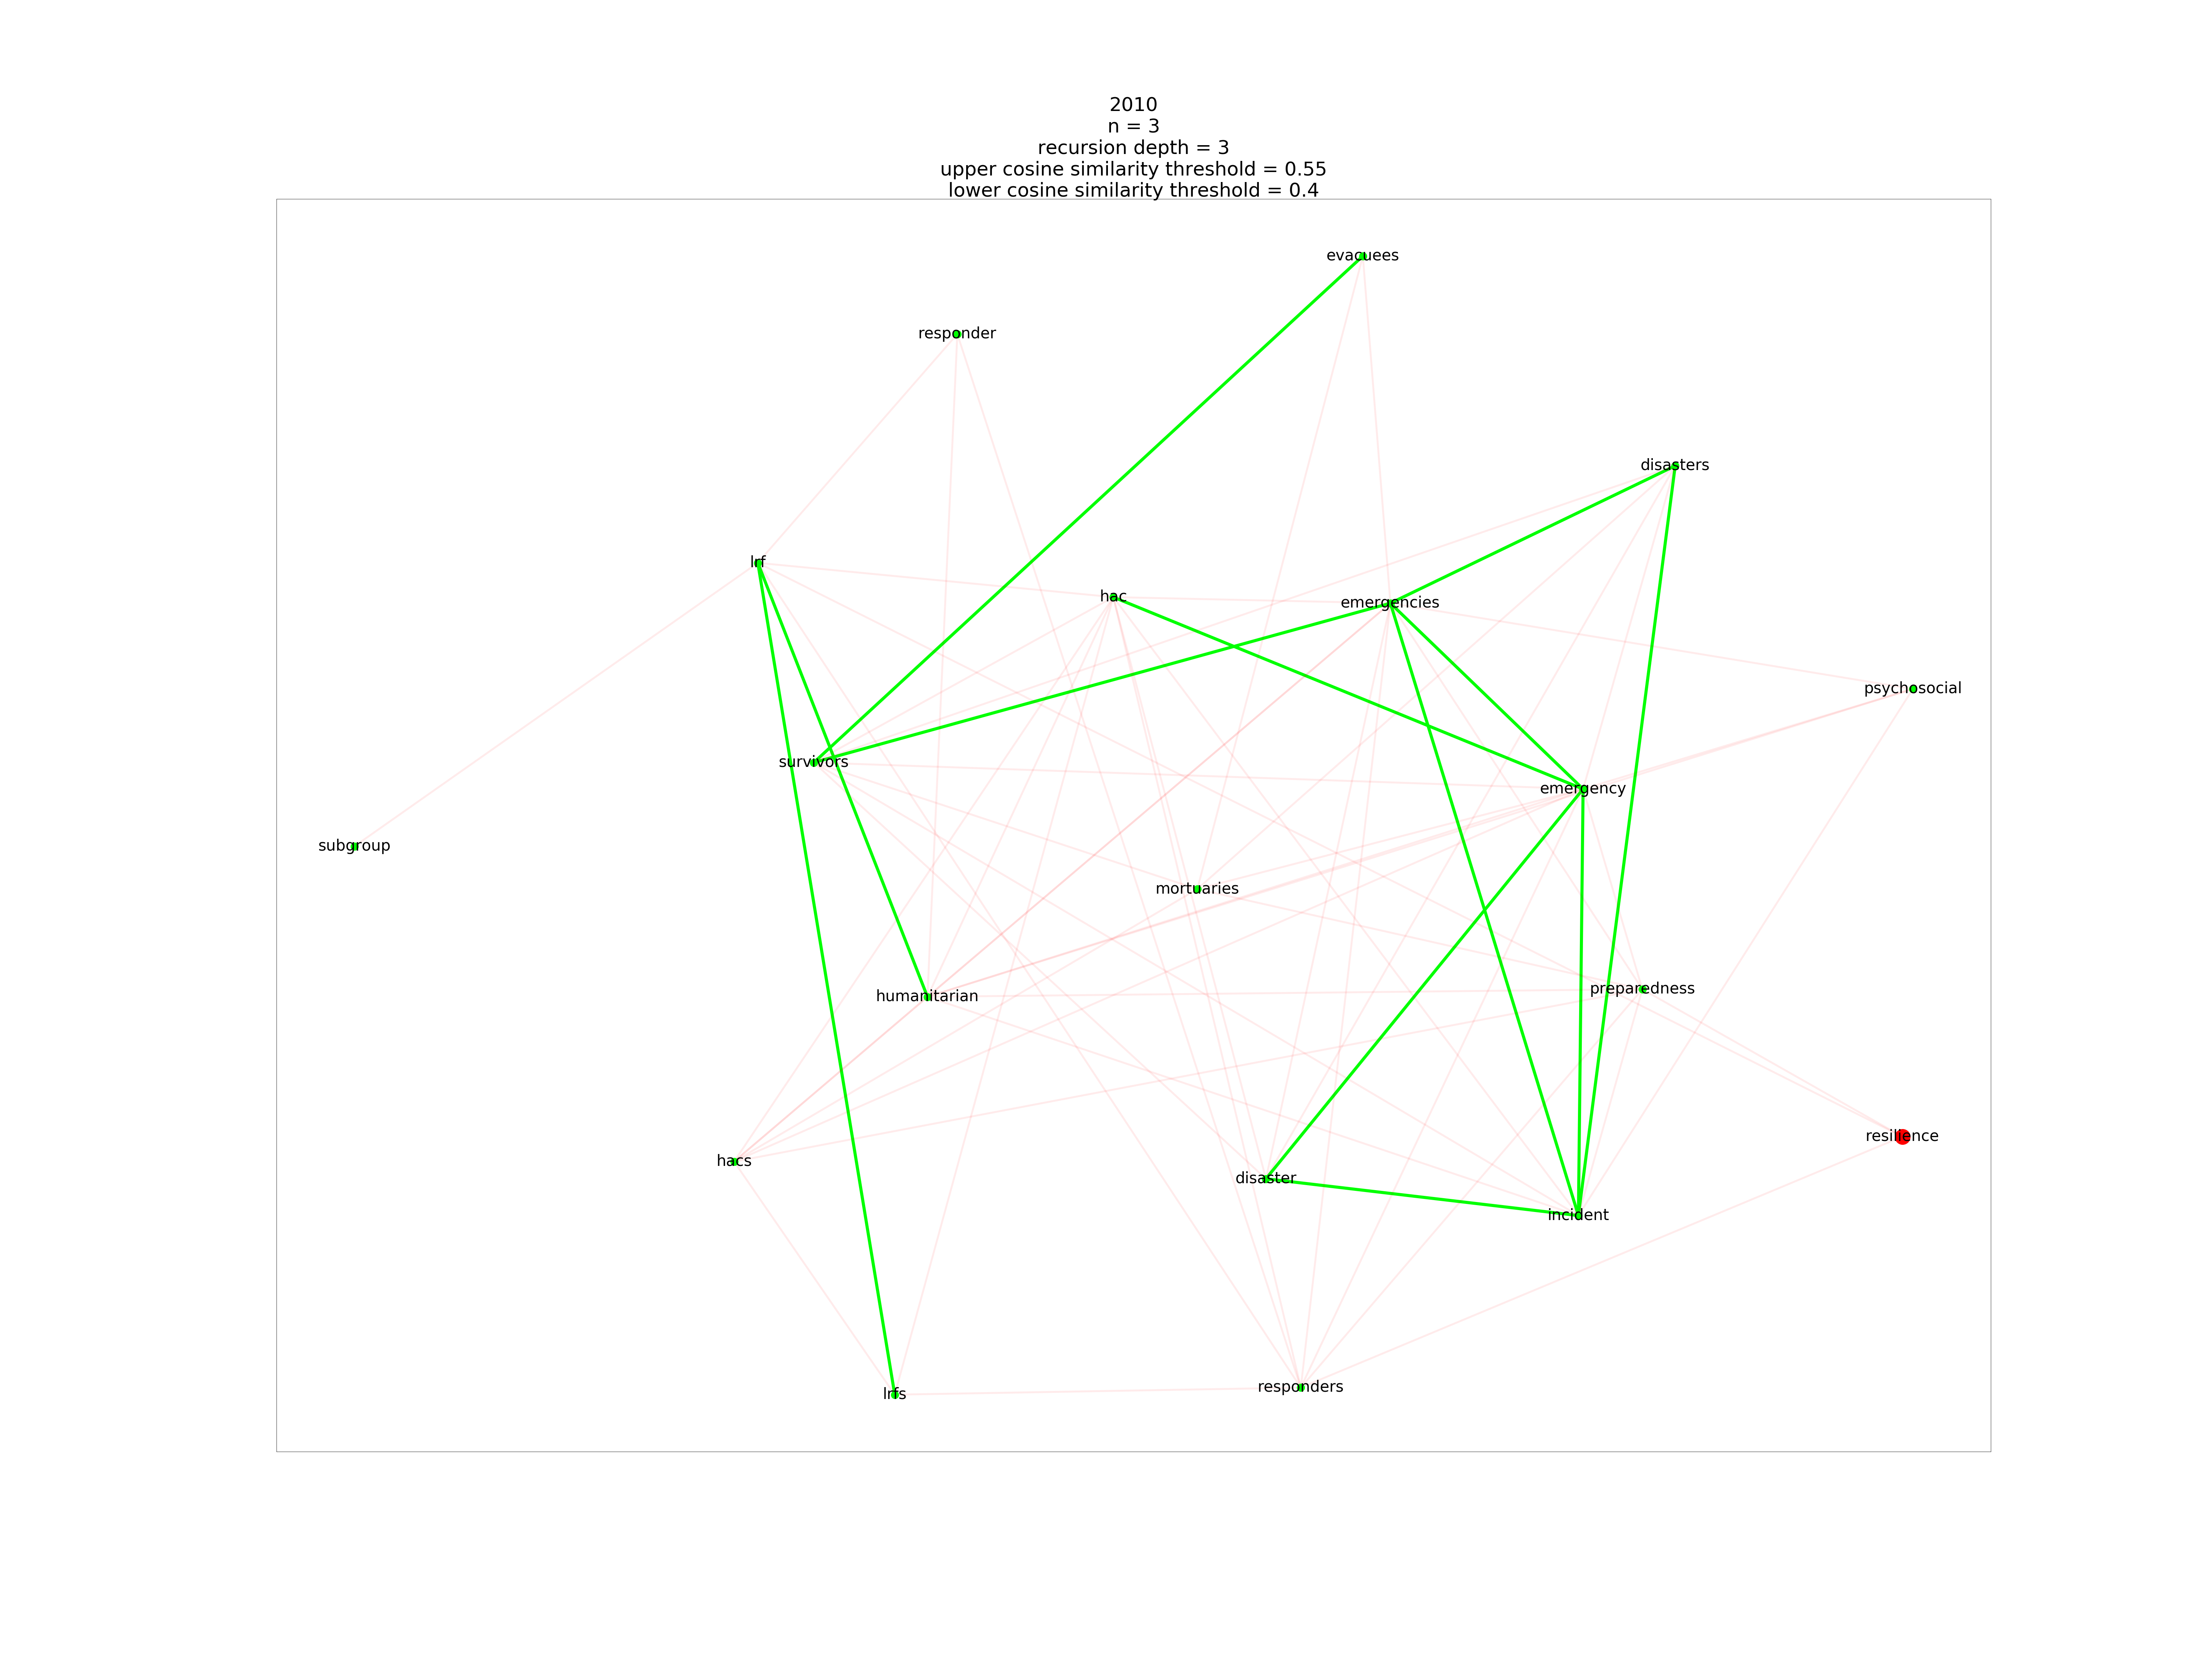 2010
n = 3
recursion depth = 3
upper cosine similarity threshold = 0.55
lower cosine similarity threshold = 0.4
evacuees
responder
disasters
lrf
hac
emergencies
psychosocial
survivors
emergency
subgroup
mortuaries
preparedness
humanitarian
resilience
hacs
disaster
incident
responders
lrfs